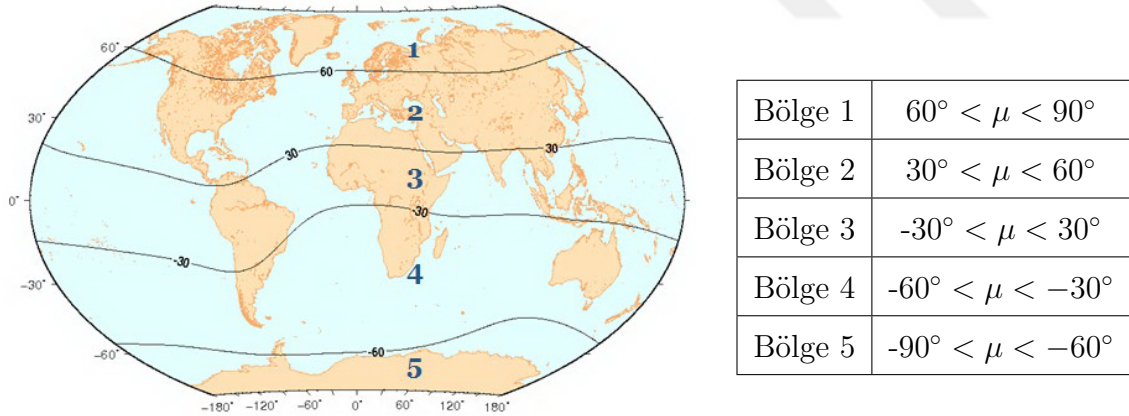 60°
1
60
2
30°
30
30
3
0°
-30
-30
4
-30°
-60°
-60
5
-180° -120° -60° 0° 60° 120° 180°
Bölge 1 60° < μ < 90°
Bölge 2 30° < μ < 60°
Bölge 3 -30° < μ < 30°
Bölge 4 -60° < μ < −30°
Bölge 5 -90° < μ < −60°